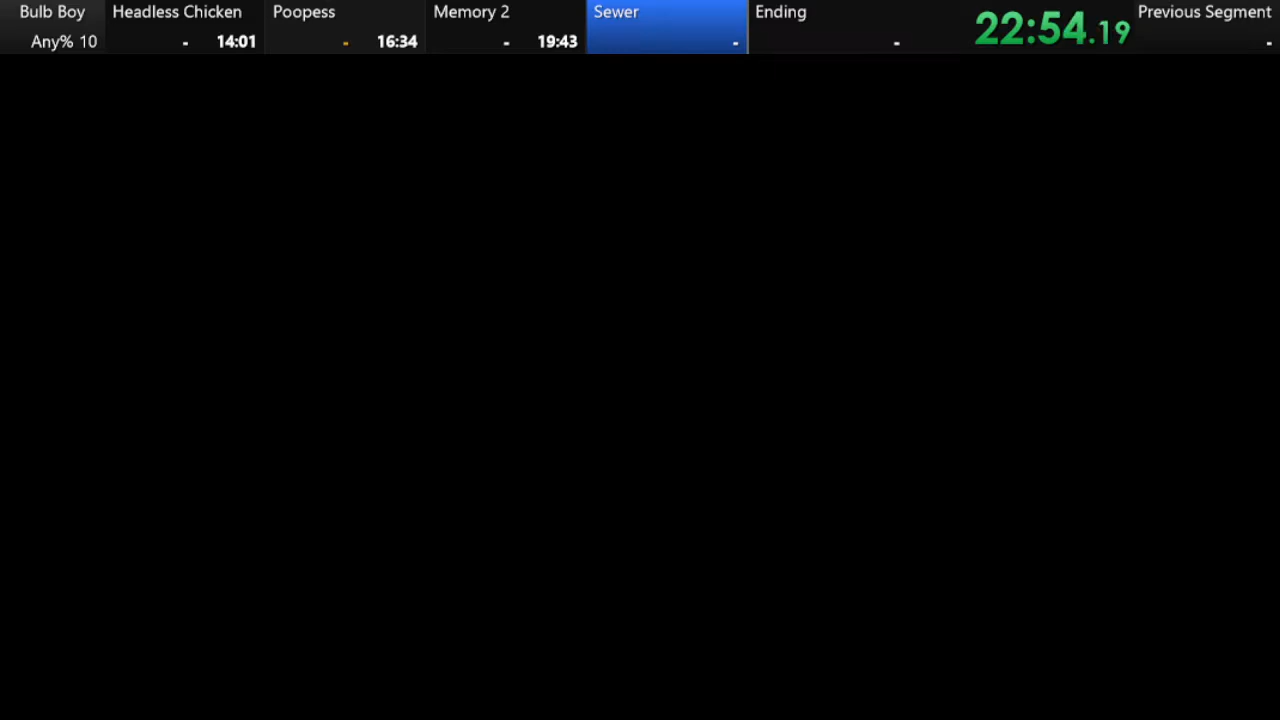 Bulb Boy Headless Chicken Poopess Memory 2 Sewer Ending 22:54.19 Previous Segment
Any% 10 - 14:01 - 16:34 - 19:43 - - -